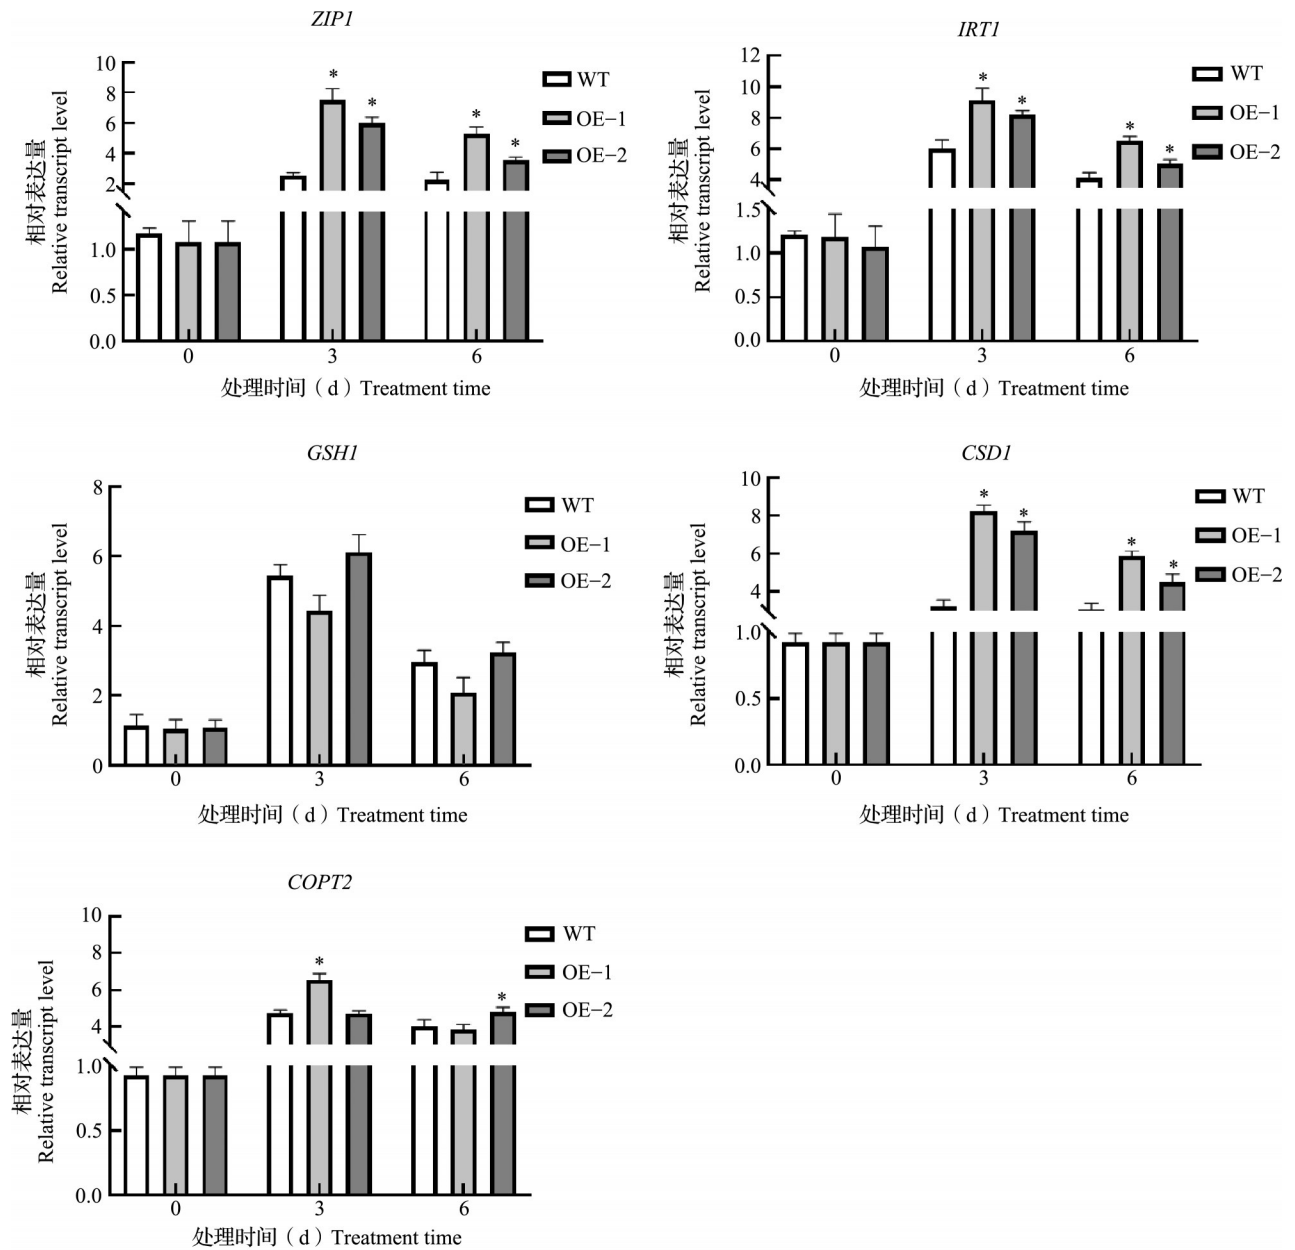 ZIP1
相对表达量
Relative transcript level
10
8
6
4
2
1.0
0.5
0.0
*
*
*
*
0
3
6
处理时间（d）Treatment time
WT
OE-1
OE-2
IRT1
相对表达量
Relative transcript level
12
10
8
6
4
1.5
1.0
0.5
0.0
*
*
*
*
0
3
6
处理时间（d）Treatment time
WT
OE-1
OE-2
GSH1
相对表达量
Relative transcript level
8
6
4
2
0
0
3
6
处理时间（d）Treatment time
WT
OE-1
OE-2
CSD1
相对表达量
Relative transcript level
10
8
6
4
1.0
0.5
0.0
*
*
*
*
0
3
6
处理时间（d）Treatment time
WT
OE-1
OE-2
COPT2
相对表达量
Relative transcript level
10
8
6
4
1.0
0.5
0.0
*
*
0
3
6
处理时间（d）Treatment time
WT
OE-1
OE-2